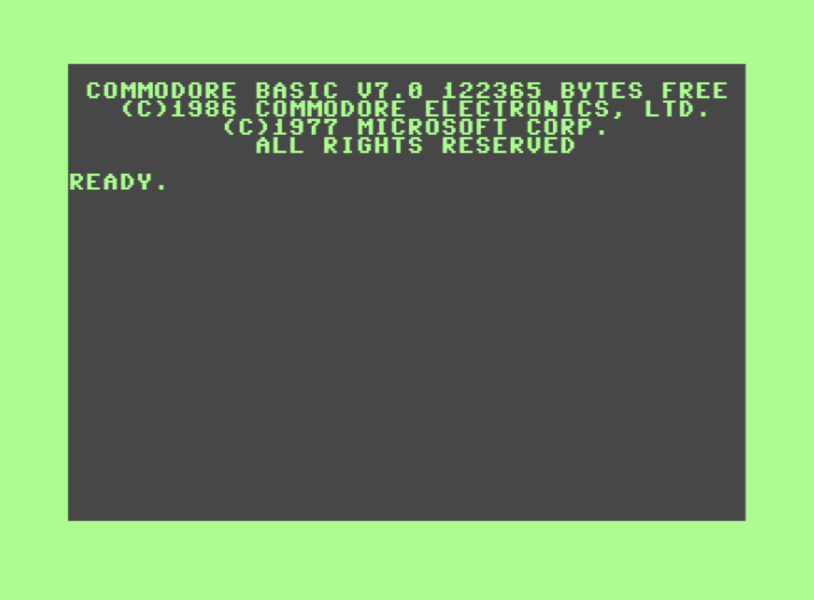 COMMODORE BASIC V7.0 122365 BYTES FREE
(C)1986 COMMODORE ELECTRONICS, LTD.
(C)1977 MICROSOFT CORP.
ALL RIGHTS RESERVED
READY.